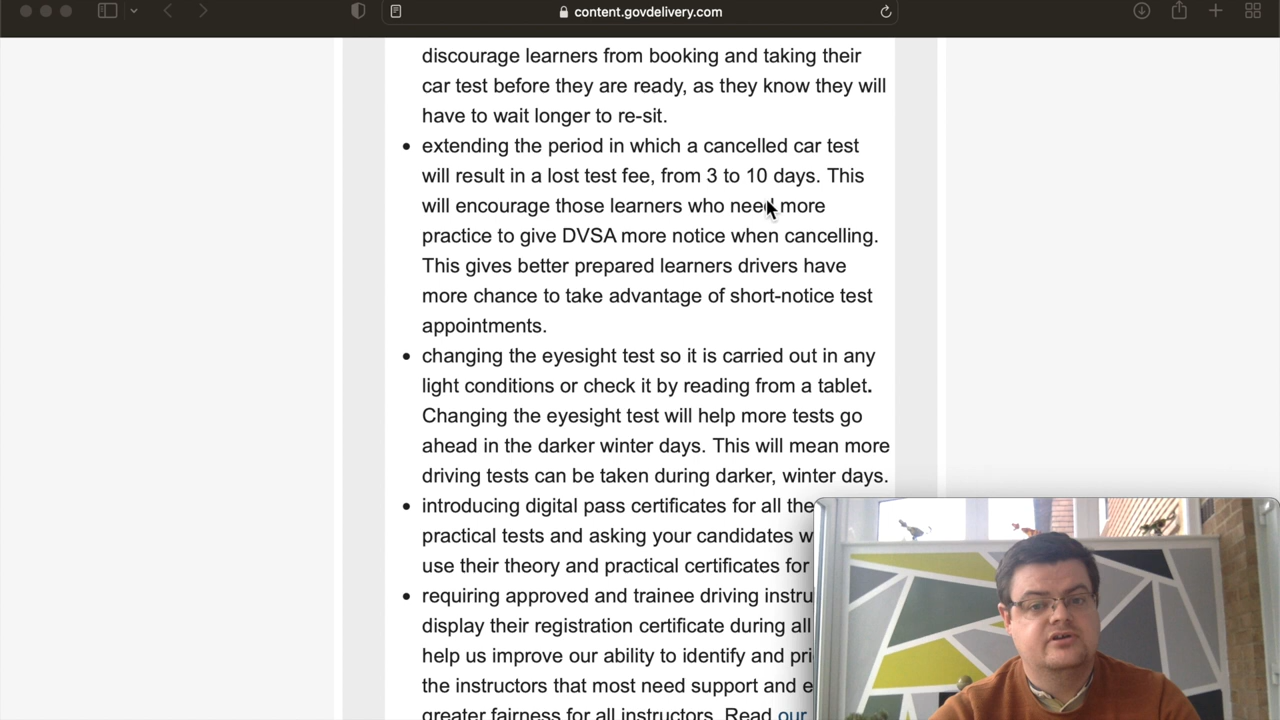 content.govdelivery.com
discourage learners from booking and taking their
car test before they are ready, as they know they will
have to wait longer to re-sit.
• extending the period in which a cancelled car test
will result in a lost test fee, from 3 to 10 days. This
will encourage those learners who need more
practice to give DVSA more notice when cancelling.
This gives better prepared learners drivers have
more chance to take advantage of short-notice test
appointments.
• changing the eyesight test so it is carried out in any
light conditions or check it by reading from a tablet.
Changing the eyesight test will help more tests go
ahead in the darker winter days. This will mean more
driving tests can be taken during darker, winter days.
• introducing digital pass certificates for all the
practical tests and asking your candidates w
use their theory and practical certificates for
• requiring approved and trainee driving instru
display their registration certificate during all
help us improve our ability to identify and pri
the instructors that most need support and e
greater fairness for all instructors. Read our